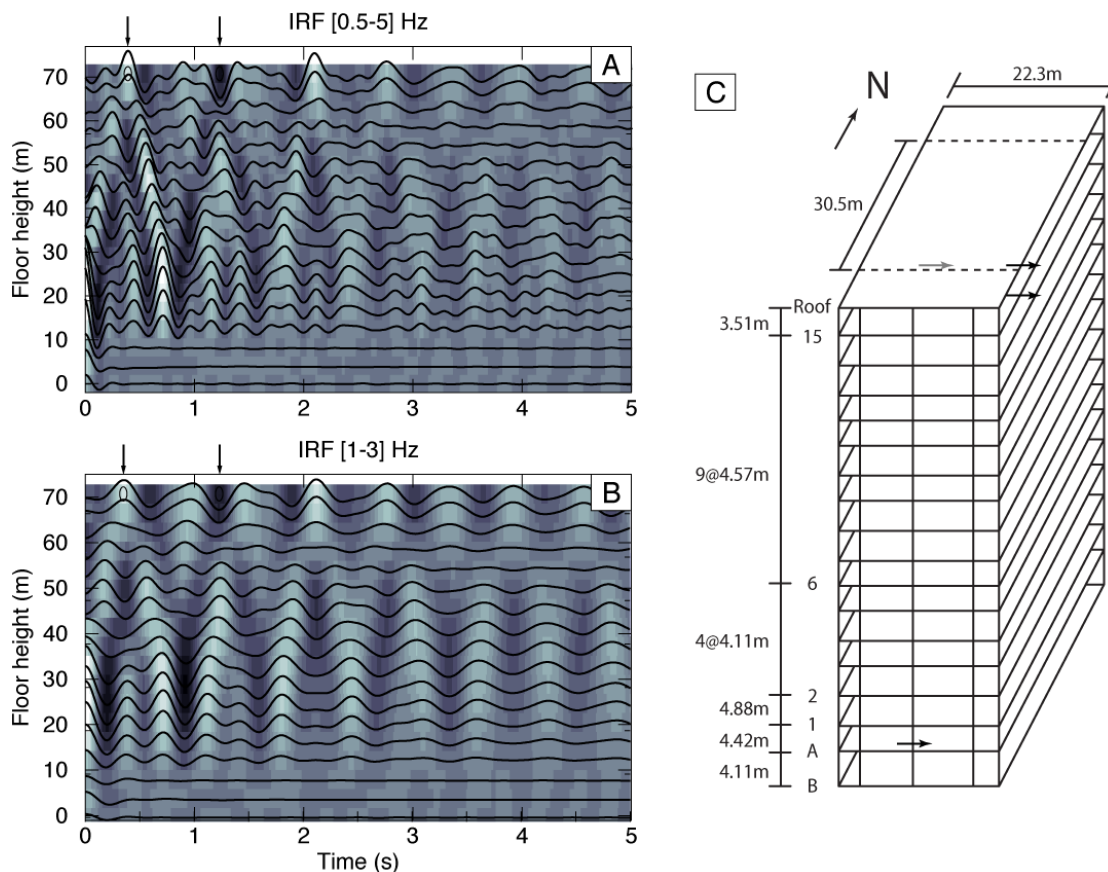 IRF [0.5-5] Hz
A
Floor height (m)
70
60
50
40
30
20
10
0
0 1 2 3 4 5
IRF [1-3] Hz
B
Floor height (m)
70
60
50
40
30
20
10
0
0 1 2 3 4 5
Time (s)
C
N
22.3m
30.5m
Roof
3.51m
15
9@4.57m
6
4@4.11m
2
4.88m
1
4.42m
A
4.11m
B